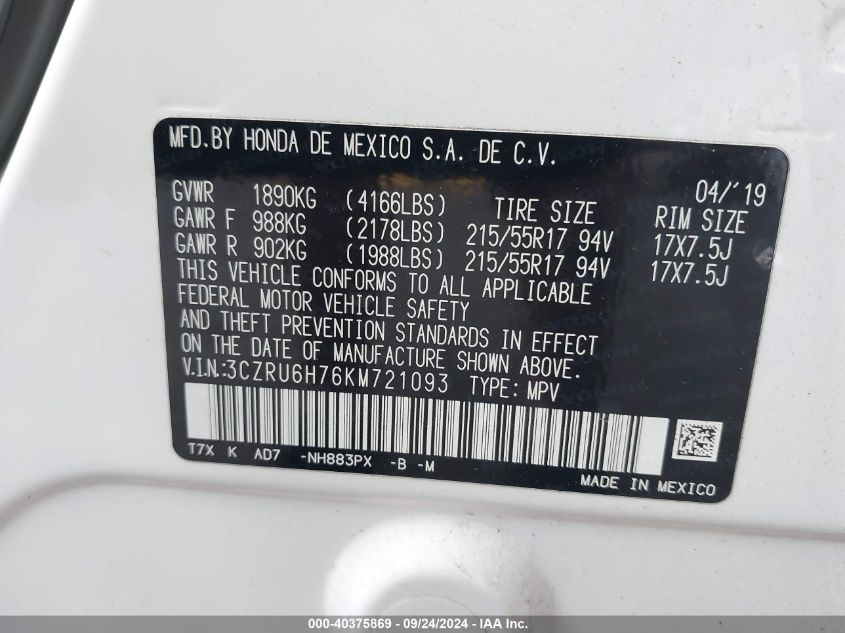 MFD.BY HONDA DE MEXICO S.A. DE C.V.
04/'19
GVWR 1890KG (4166LBS) TIRE SIZE RIM SIZE
GAWR F 988KG (2178LBS) 215/55R17 94V 17X7.5J
GAWR R 902KG (1988LBS) 215/55R17 94V 17X7.5J
THIS VEHICLE CONFORMS TO ALL APPLICABLE
FEDERAL MOTOR VEHICLE SAFETY
AND THEFT PREVENTION STANDARDS IN EFFECT
ON THE DATE OF MANUFACTURE SHOWN ABOVE.
V.I.N.:3CZRU6H76KM721093 TYPE: MPV
T7X K AD7 -NH883PX -B -M
MADE IN MEXICO
000-40375869 - 09/24/2024 - IAA Inc.